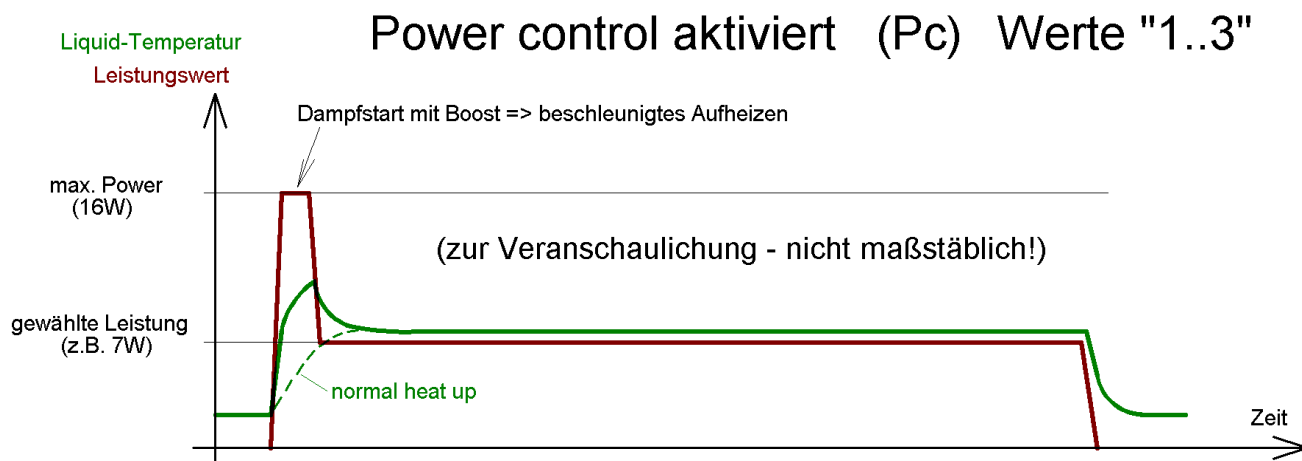 Power control aktiviert (Pc) Werte "1..3"
Liquid-Temperatur
Leistungswert
Dampfstart mit Boost => beschleunigtes Aufheizen
max. Power
(16W)
(zur Veranschaulichung - nicht maßstäblich!)
gewählte Leistung
(z.B. 7W)
normal heat up
Zeit